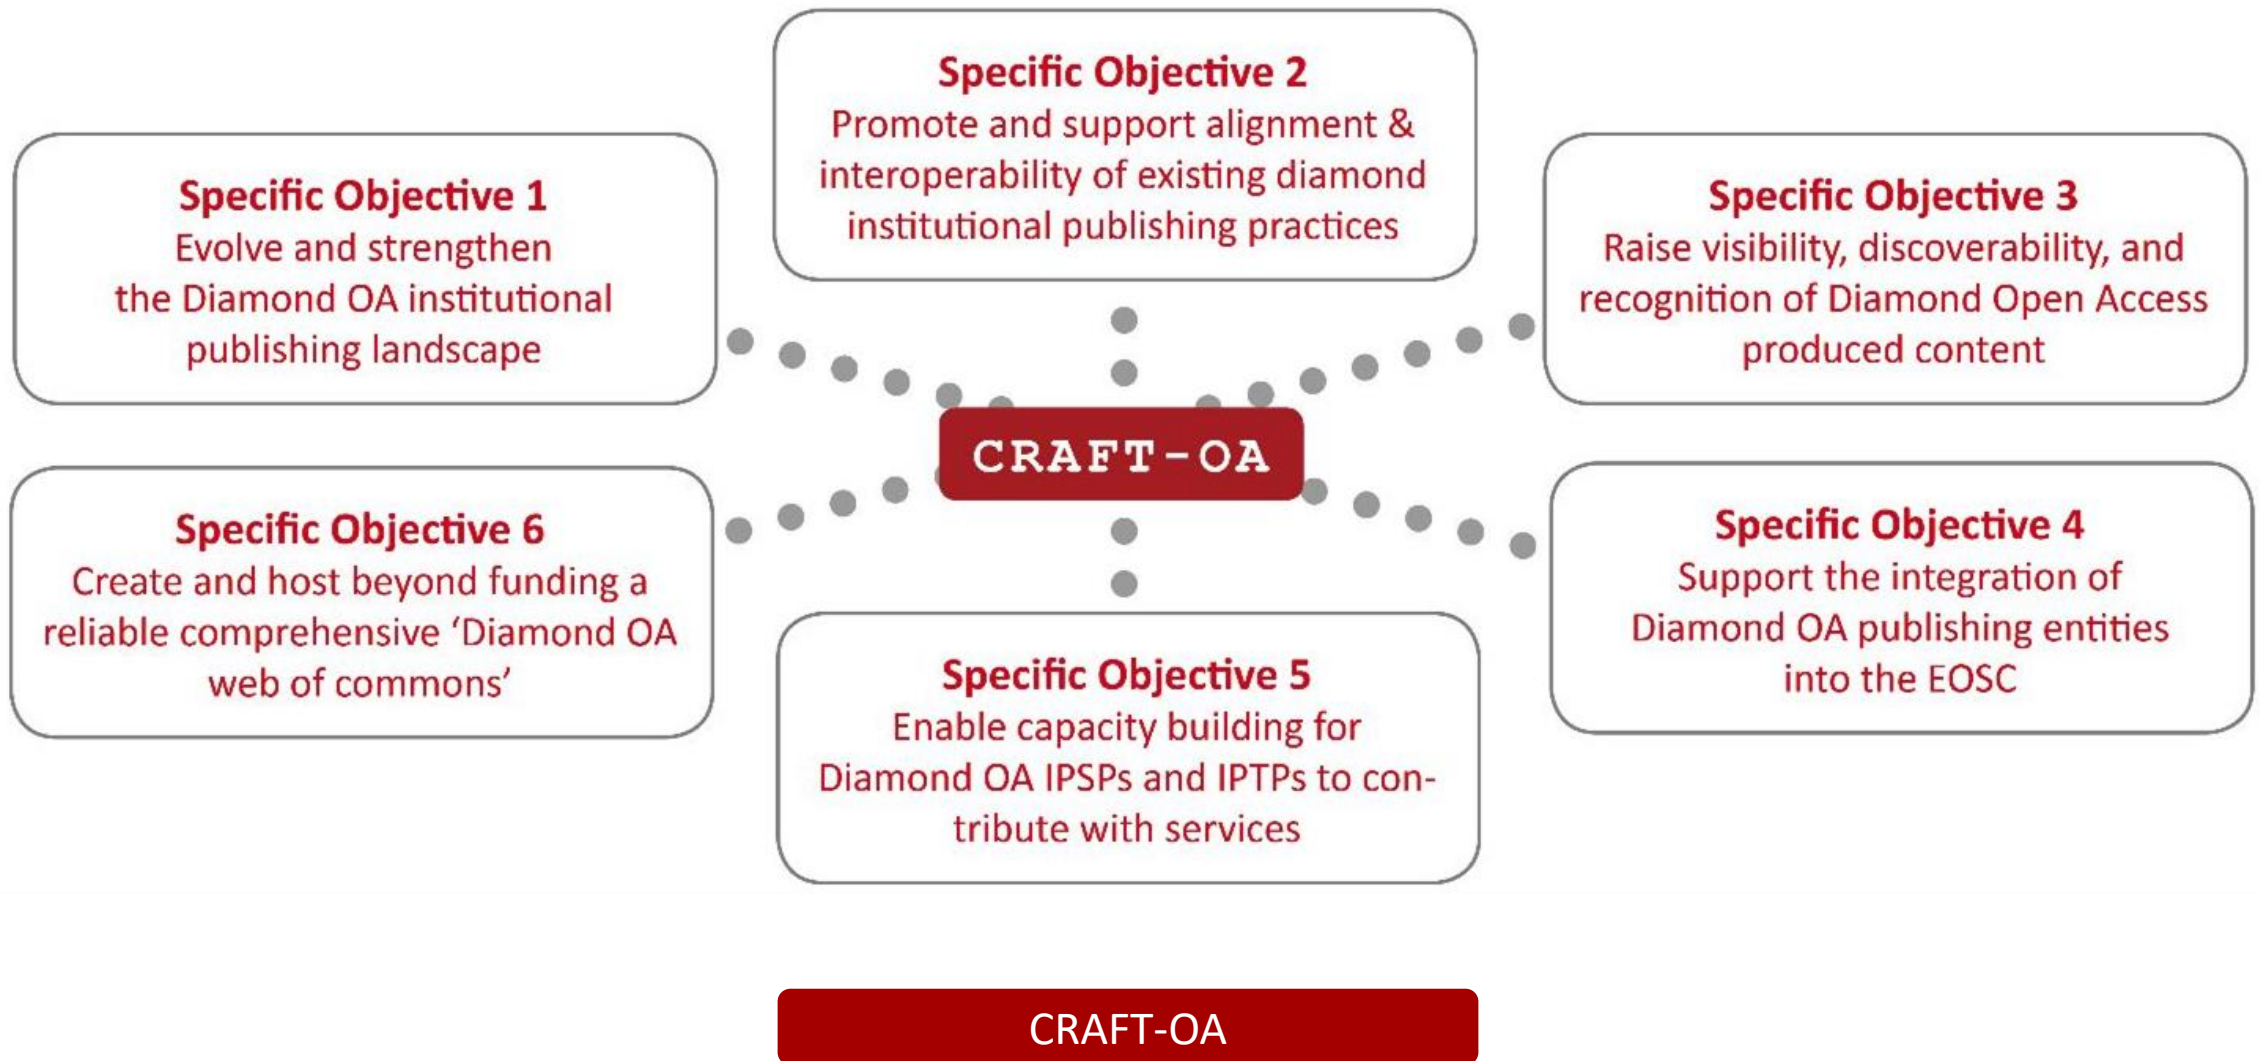 Specific Objective 1
Evolve and strengthen
the Diamond OA institutional
publishing landscape
Specific Objective 2
Promote and support alignment &
interoperability of existing diamond
institutional publishing practices
Specific Objective 3
Raise visibility, discoverability, and
recognition of Diamond Open Access
produced content
CRAFT-OA
Specific Objective 4
Support the integration of
Diamond OA publishing entities
into the EOSC
Specific Objective 5
Enable capacity building for
Diamond OA IPSPs and IPTPs to con-
tribute with services
Specific Objective 6
Create and host beyond funding a
reliable comprehensive ‘Diamond OA
web of commons’
CRAFT-OA